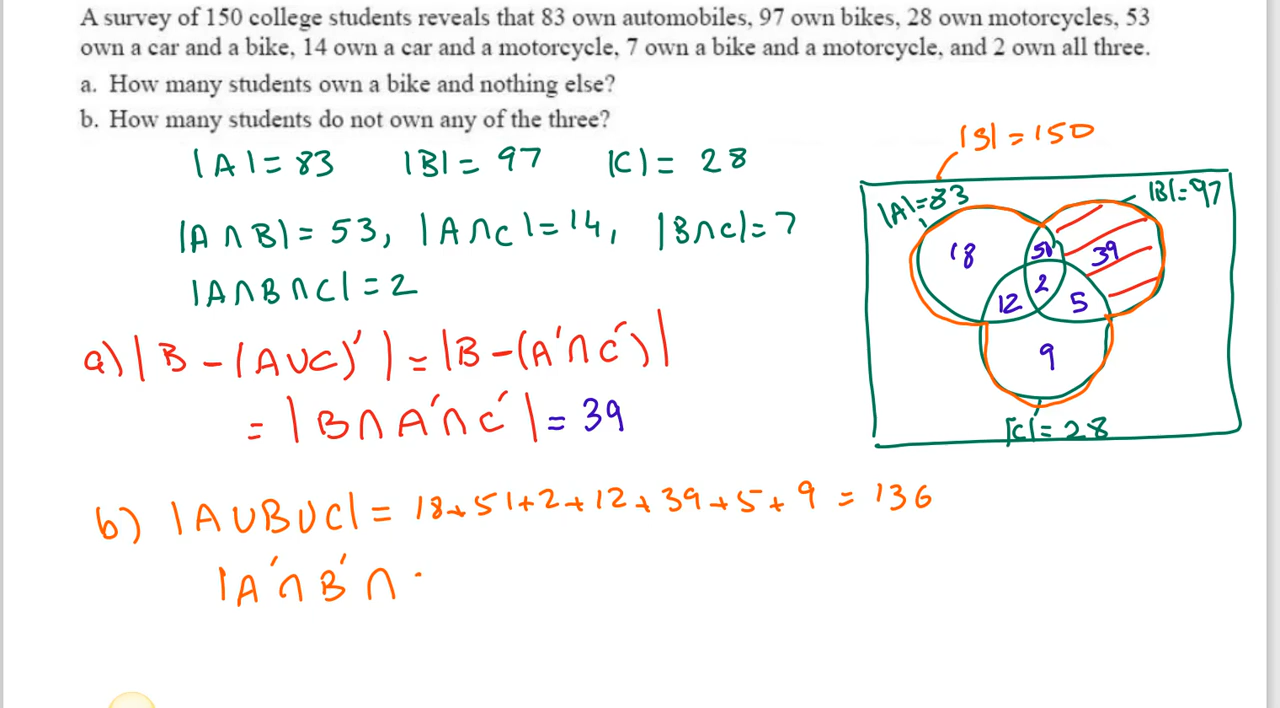 A survey of 150 college students reveals that 83 own automobiles, 97 own bikes, 28 own motorcycles, 53
own a car and a bike, 14 own a car and a motorcycle, 7 own a bike and a motorcycle, and 2 own all three.
a. How many students own a bike and nothing else?
b. How many students do not own any of the three?
|S| = 150
|A| = 83 |B| = 97 |C| = 28
|A| = 83 |B| = 97
|A ∩ B| = 53, |A ∩ C| = 14, |B ∩ C| = 7
18 51 39
|A ∩ B ∩ C| = 2
2
12 5
a) | B - (A ∪ C)' | = |B - (A' ∩ C')|
9
= | B ∩ A' ∩ C' | = 39
|C| = 28
b) |A ∪ B ∪ C| = 18 + 51 + 2 + 12 + 39 + 5 + 9 = 136
|A' ∩ B' ∩